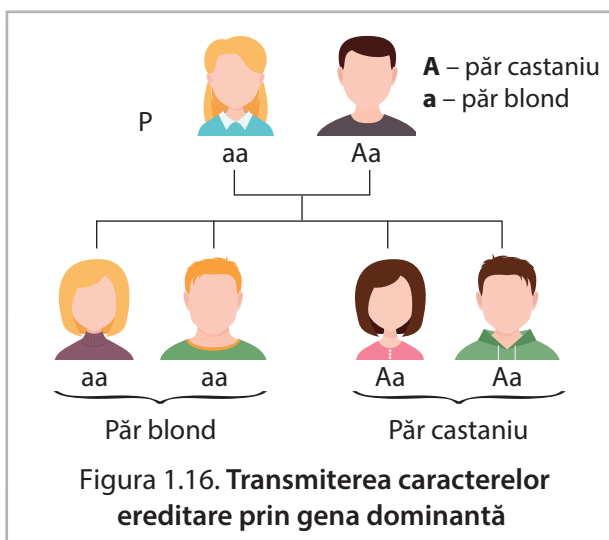 A – păr castaniu
a – păr blond
P
aa Aa
aa aa Aa Aa
Păr blond Păr castaniu
Figura 1.16. Transmiterea caracterelor
ereditare prin gena dominantă